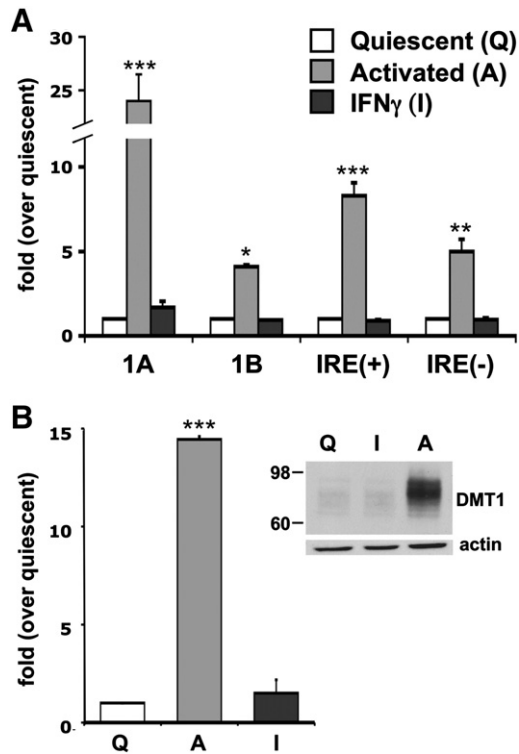 A
fold (over quiescent)
30
25
10
5
0
Quiescent (Q)
Activated (A)
IFNγ (I)
***
*
***
**
1A 1B IRE(+) IRE(-)
B
fold (over quiescent)
15
10
5
0
***
Q A I
Q I A
98
60
DMT1
actin